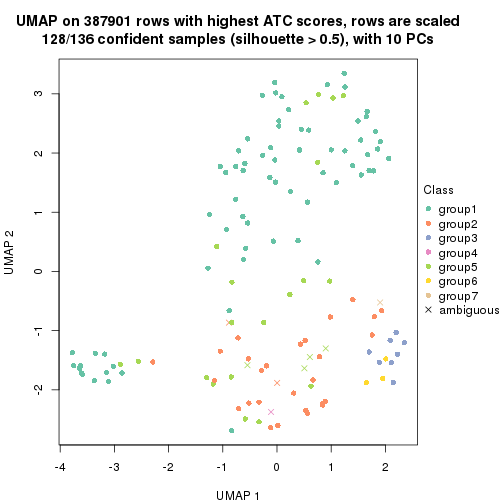 UMAP on 387901 rows with highest ATC scores, rows are scaled
128/136 confident samples (silhouette > 0.5), with 10 PCs
3
2
1
0
-1
-2
UMAP 2
-4
-3
-2
-1
0
1
2
UMAP 1
Class
group1
group2
group3
group4
group5
group6
group7
ambiguous